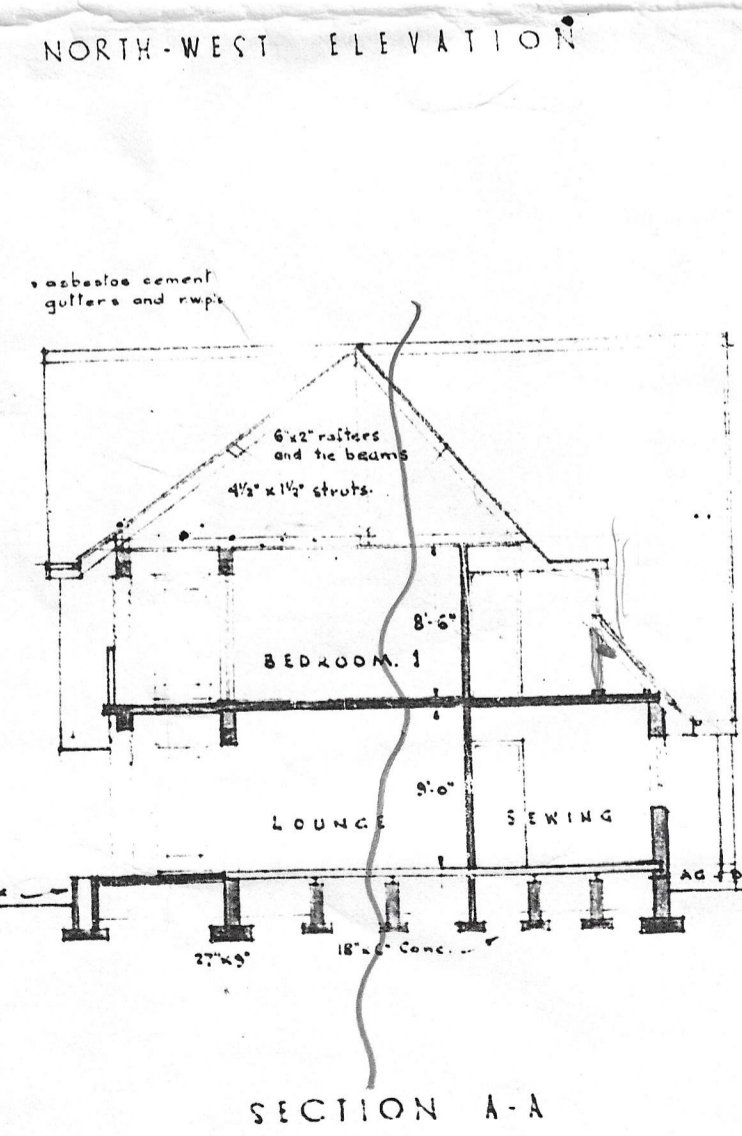 NORTH-WEST ELEVATION
asbestos cement
gutters and r.w.p's
6"x2" rafters
and tie beams
4½" x 1½" struts.
8'-6"
BEDROOM. 1
9'-0"
LOUNGE
SEWING
27"x9"
18"x6" Conc.
SECTION A-A